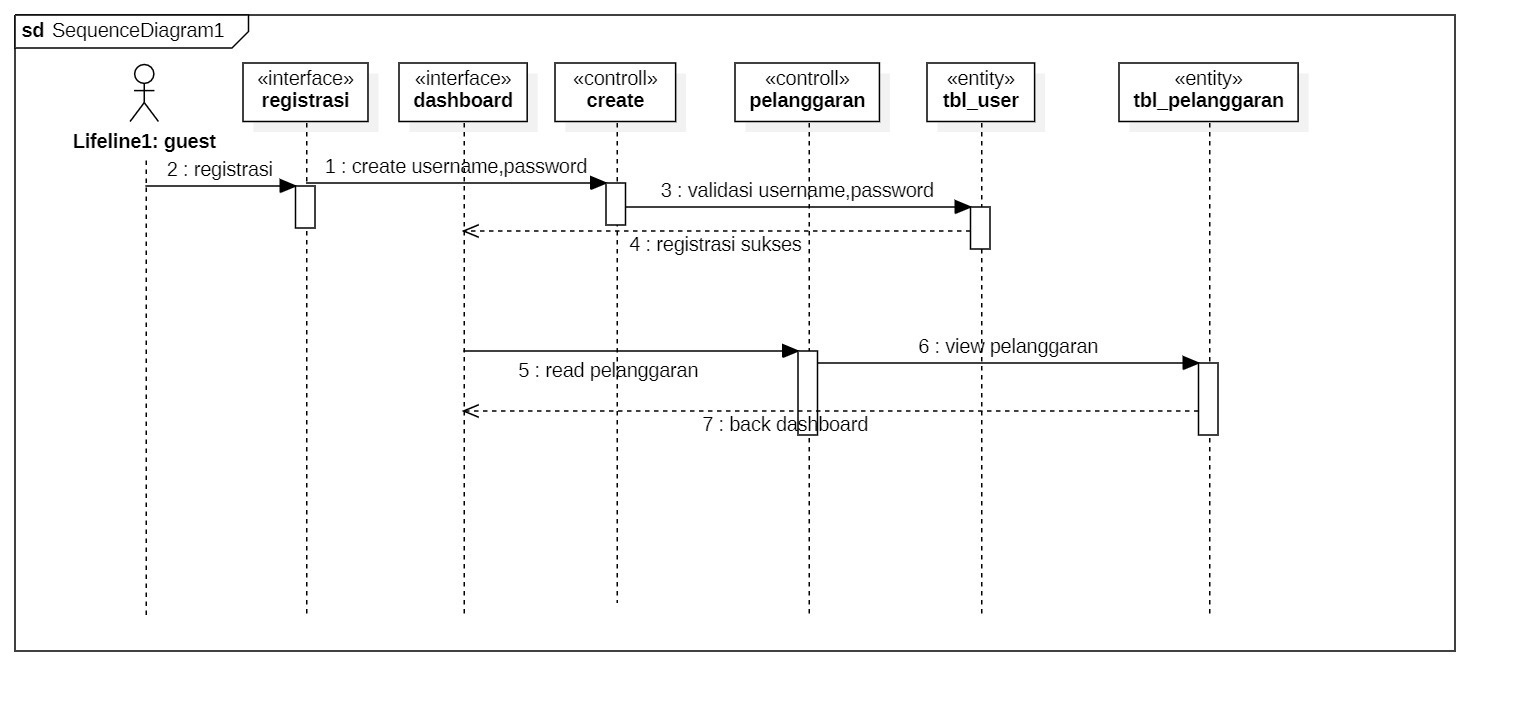 sd SequenceDiagram1
«interface»
registrasi
«interface»
dashboard
«controll»
create
«controll»
pelanggaran
«entity»
tbl_user
«entity»
tbl_pelanggaran
Lifeline1: guest
2 : registrasi
1 : create username,password
3 : validasi username,password
4 : registrasi sukses
5 : read pelanggaran
6 : view pelanggaran
7 : back dashboard